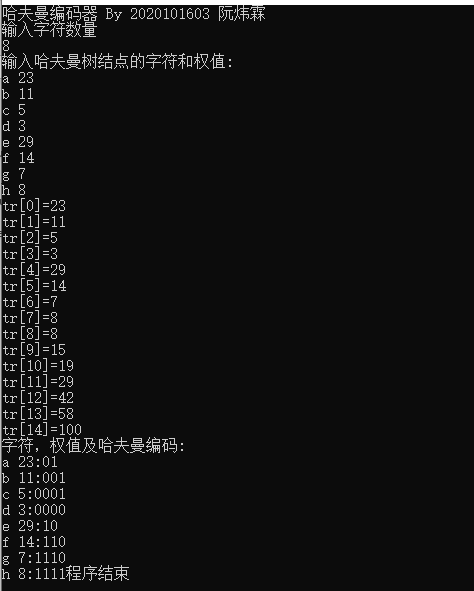 哈夫曼编码器 By 2020101603 阮炜霖
输入字符数量
8
输入哈夫曼树结点的字符和权值:
a 23
b 11
c 5
d 3
e 29
f 14
g 7
h 8
tr[0]=23
tr[1]=11
tr[2]=5
tr[3]=3
tr[4]=29
tr[5]=14
tr[6]=7
tr[7]=8
tr[8]=8
tr[9]=15
tr[10]=19
tr[11]=29
tr[12]=42
tr[13]=58
tr[14]=100
字符，权值及哈夫曼编码:
a 23:01
b 11:001
c 5:0001
d 3:0000
e 29:10
f 14:110
g 7:1110
h 8:1111程序结束